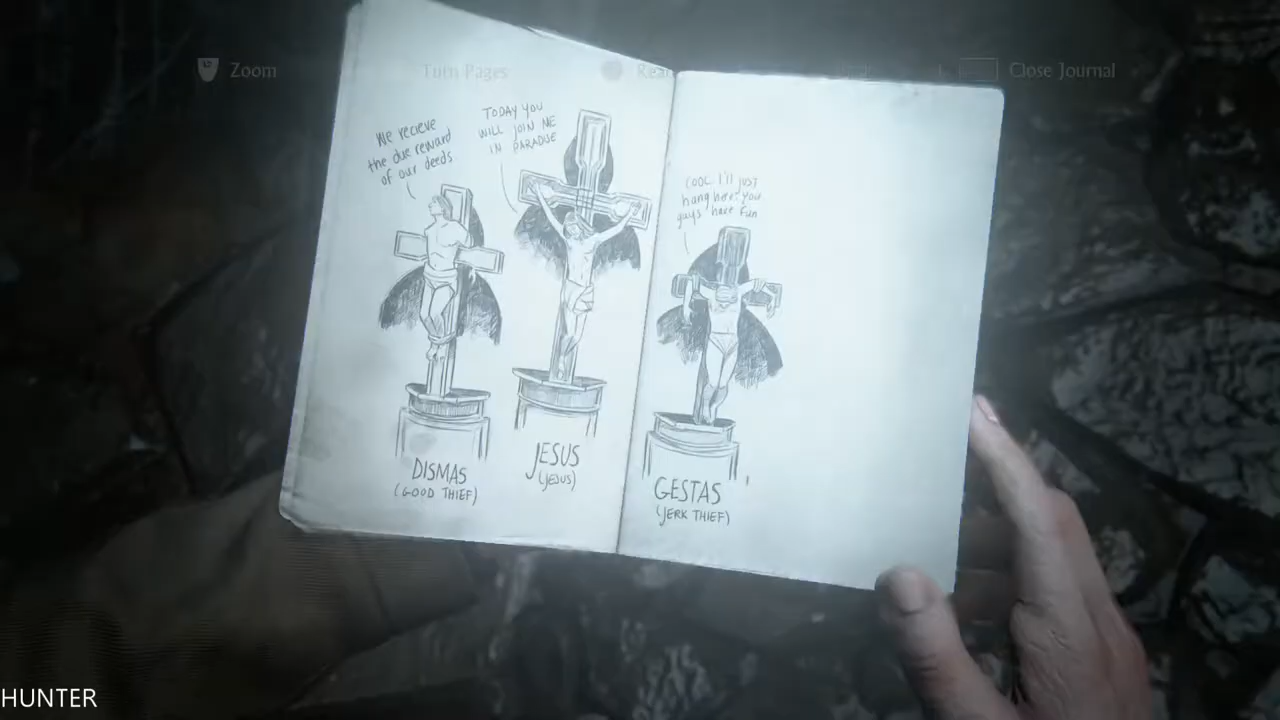 Zoom
Turn Pages
Close Journal
We recieve
the due reward
of our deeds
TODAY YOU
WILL JOIN ME
IN PARADISE
COOL. I'll just
hang here. you
guys have fun
DISMAS
(GOOD THIEF)
JESUS
(JESUS)
GESTAS
(JERK THIEF)
HUNTER